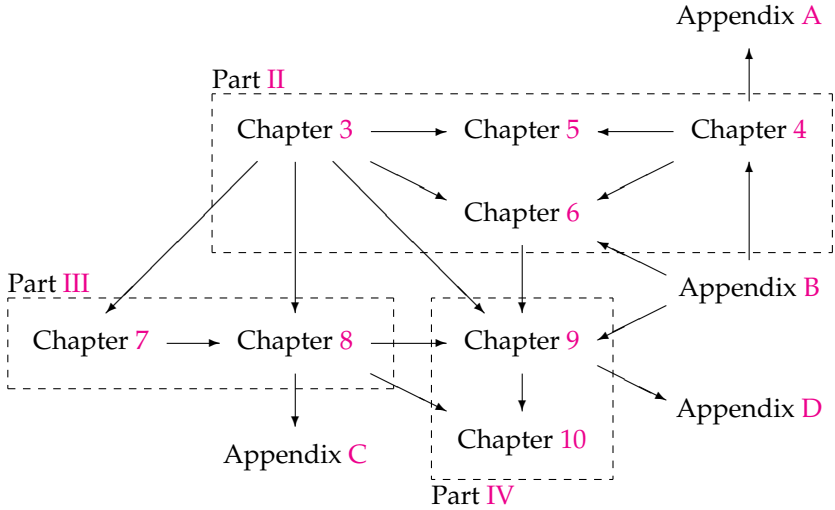 Appendix A
Part II
Chapter 3
Chapter 5
Chapter 4
Chapter 6
Part III
Appendix B
Chapter 7
Chapter 8
Chapter 9
Appendix D
Chapter 10
Appendix C
Part IV